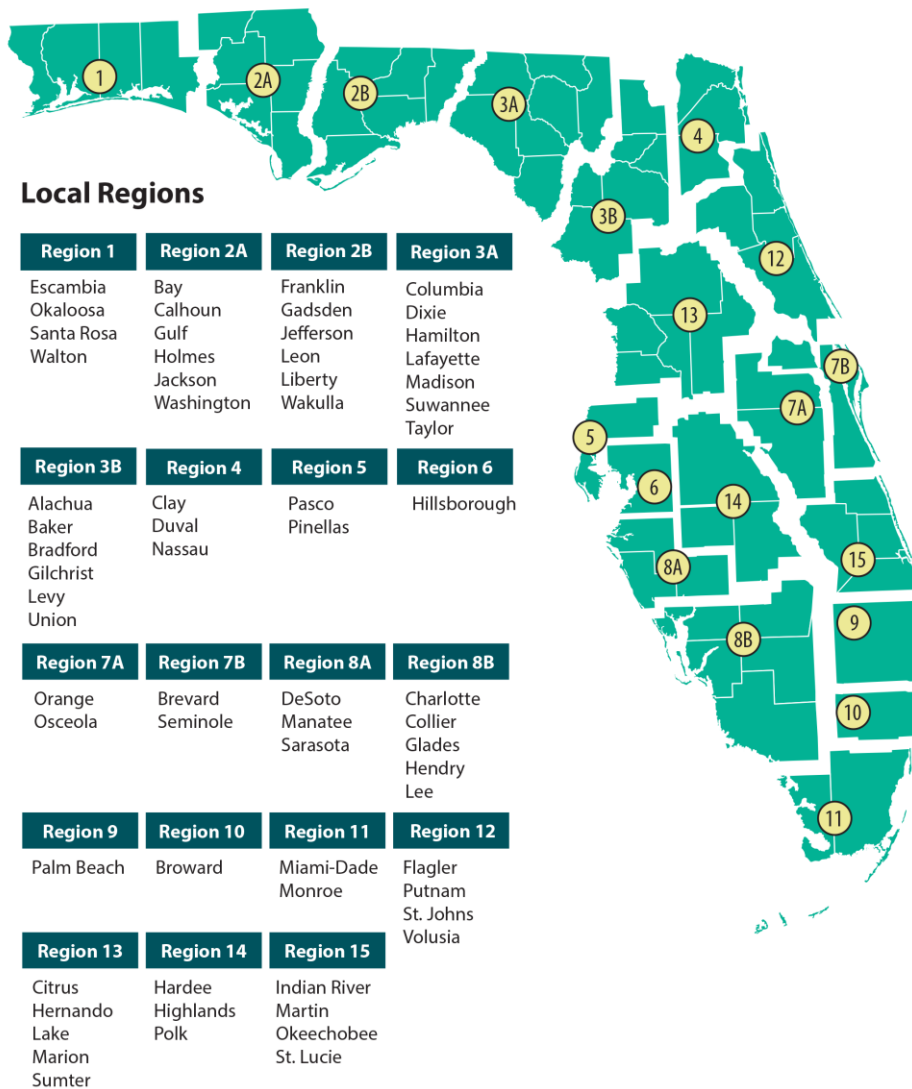 1
2A
2B
3A
4
3B
12
13
7B
7A
5
6
14
8A
15
9
8B
10
11
Local Regions
Region 1
Escambia
Okaloosa
Santa Rosa
Walton
Region 2A
Bay
Calhoun
Gulf
Holmes
Jackson
Washington
Region 2B
Franklin
Gadsden
Jefferson
Leon
Liberty
Wakulla
Region 3A
Columbia
Dixie
Hamilton
Lafayette
Madison
Suwannee
Taylor
Region 3B
Alachua
Baker
Bradford
Gilchrist
Levy
Union
Region 4
Clay
Duval
Nassau
Region 5
Pasco
Pinellas
Region 6
Hillsborough
Region 7A
Orange
Osceola
Region 7B
Brevard
Seminole
Region 8A
DeSoto
Manatee
Sarasota
Region 8B
Charlotte
Collier
Glades
Hendry
Lee
Region 9
Palm Beach
Region 10
Broward
Region 11
Miami-Dade
Monroe
Region 12
Flagler
Putnam
St. Johns
Volusia
Region 13
Citrus
Hernando
Lake
Marion
Sumter
Region 14
Hardee
Highlands
Polk
Region 15
Indian River
Martin
Okeechobee
St. Lucie